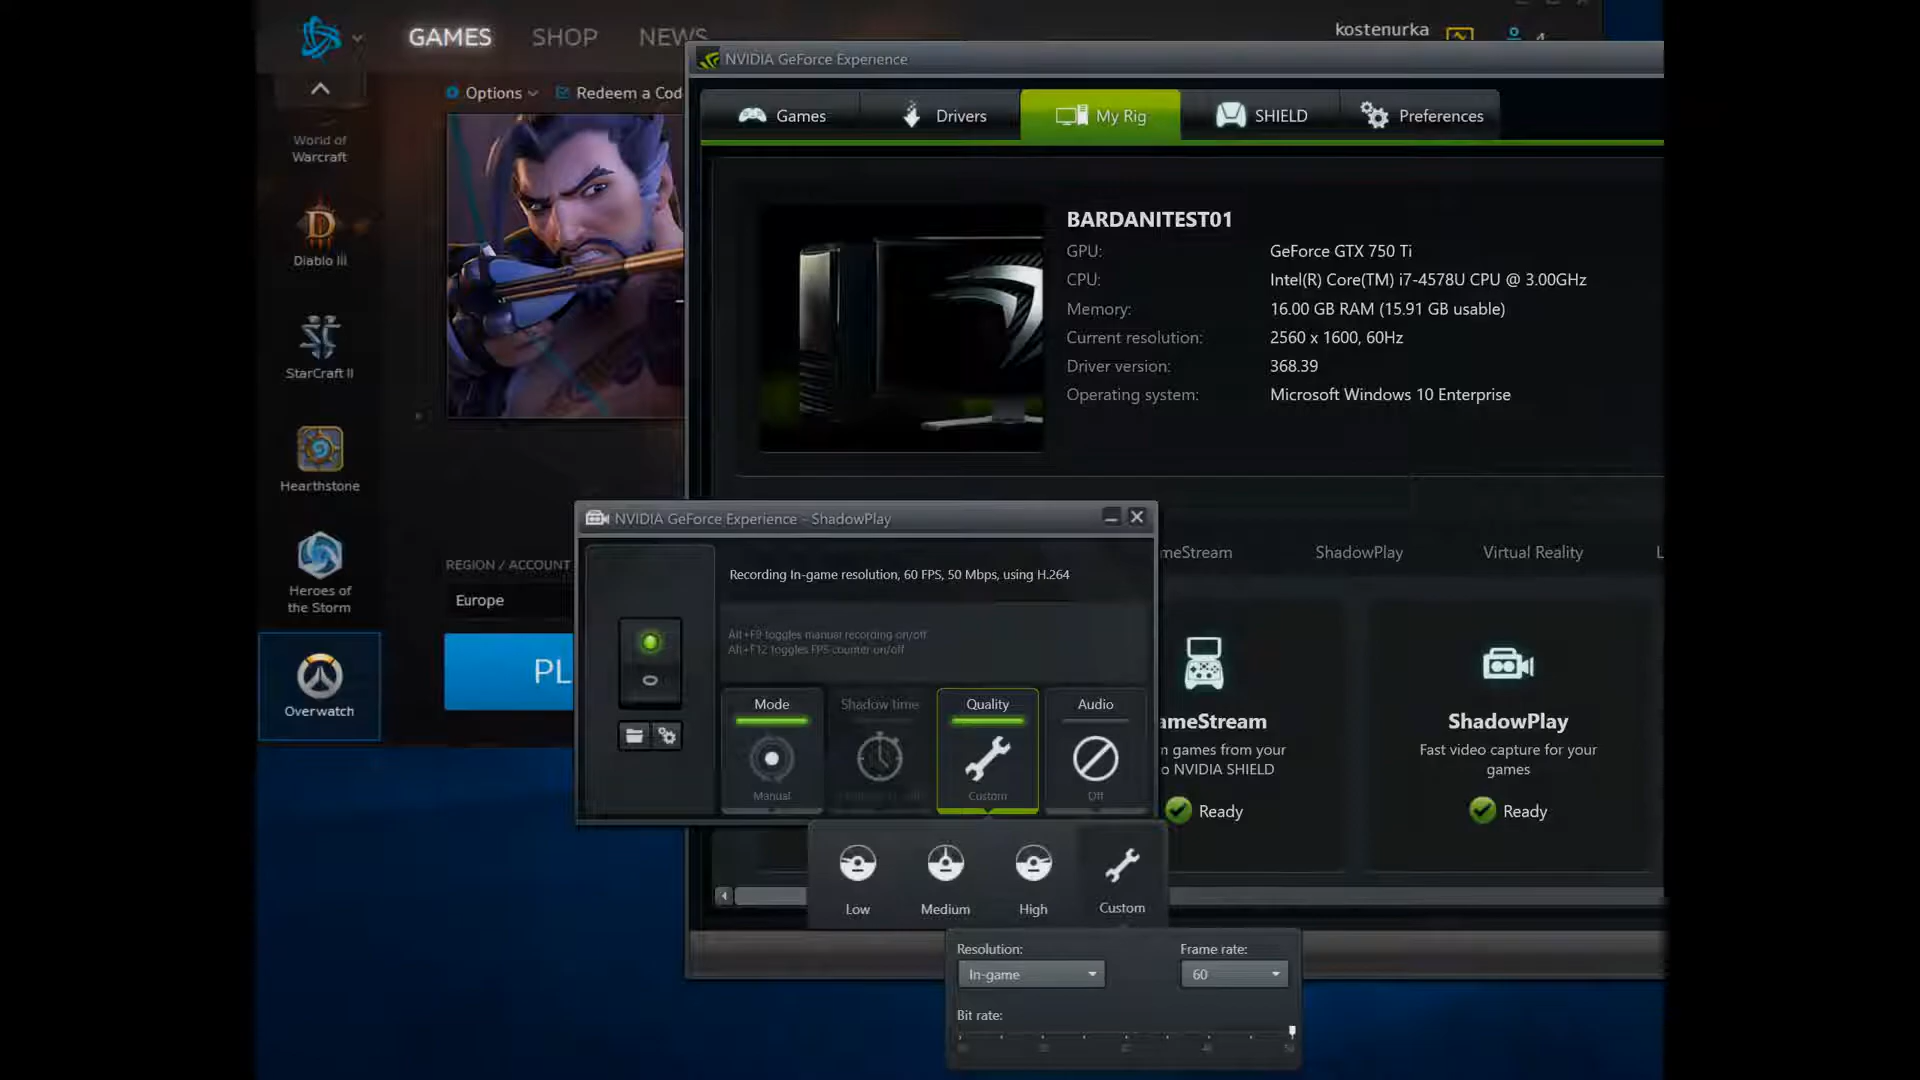 GAMES
SHOP
NEWS
kostenurka
4
Options
Redeem a Cod
World of
Warcraft
Diablo III
StarCraft II
Hearthstone
Heroes of
the Storm
Overwatch
REGION / ACCOUNT
Europe
PL
NVIDIA GeForce Experience
Games
Drivers
My Rig
SHIELD
Preferences
BARDANITEST01
GPU: GeForce GTX 750 Ti
CPU: Intel(R) Core(TM) i7-4578U CPU @ 3.00GHz
Memory: 16.00 GB RAM (15.91 GB usable)
Current resolution: 2560 x 1600, 60Hz
Driver version: 368.39
Operating system: Microsoft Windows 10 Enterprise
meStream
ShadowPlay
Virtual Reality
L
ameStream
m games from your
o NVIDIA SHIELD
Ready
ShadowPlay
Fast video capture for your
games
Ready
NVIDIA GeForce Experience - ShadowPlay
Recording In-game resolution, 60 FPS, 50 Mbps, using H.264
Alt+F9 toggles manual recording on/off
Alt+F12 toggles FPS counter on/off
Mode
Manual
Shadow time
Quality
Custom
Audio
Off
Low
Medium
High
Custom
Resolution:
In-game
Frame rate:
60
Bit rate: